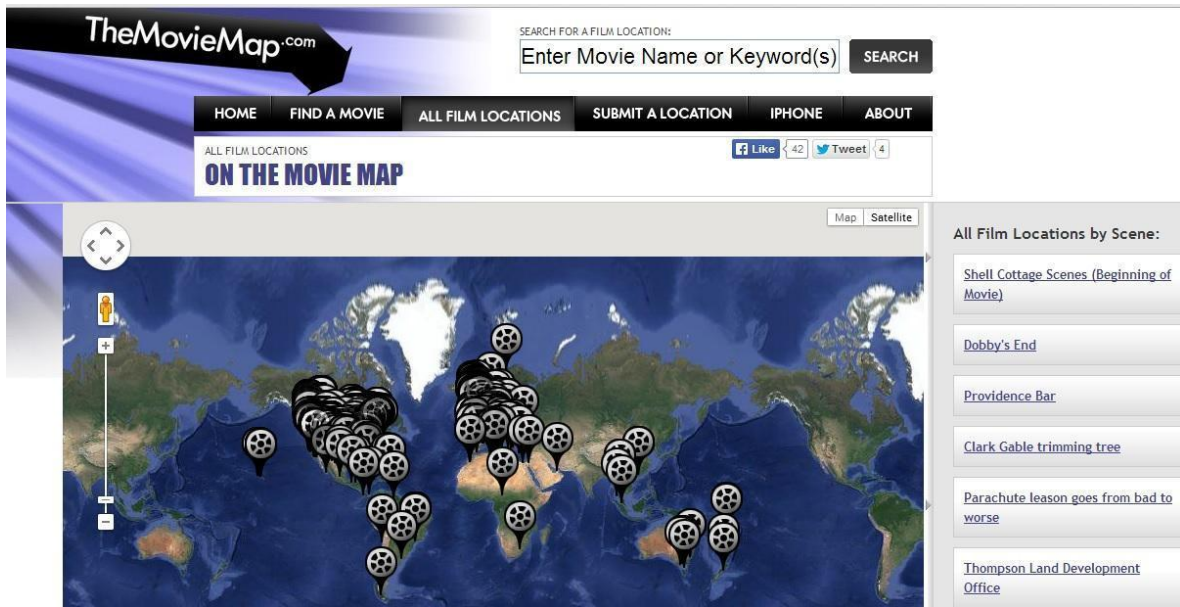 TheMovieMap.com
SEARCH FOR A FILM LOCATION:
Enter Movie Name or Keyword(s)
SEARCH
HOME
FIND A MOVIE
ALL FILM LOCATIONS
SUBMIT A LOCATION
IPHONE
ABOUT
ALL FILM LOCATIONS
ON THE MOVIE MAP
Like
42
Tweet
4
Map
Satellite
All Film Locations by Scene:
Shell Cottage Scenes (Beginning of
Movie)
Dobby's End
Providence Bar
Clark Gable trimming tree
Parachute leason goes from bad to
worse
Thompson Land Development
Office